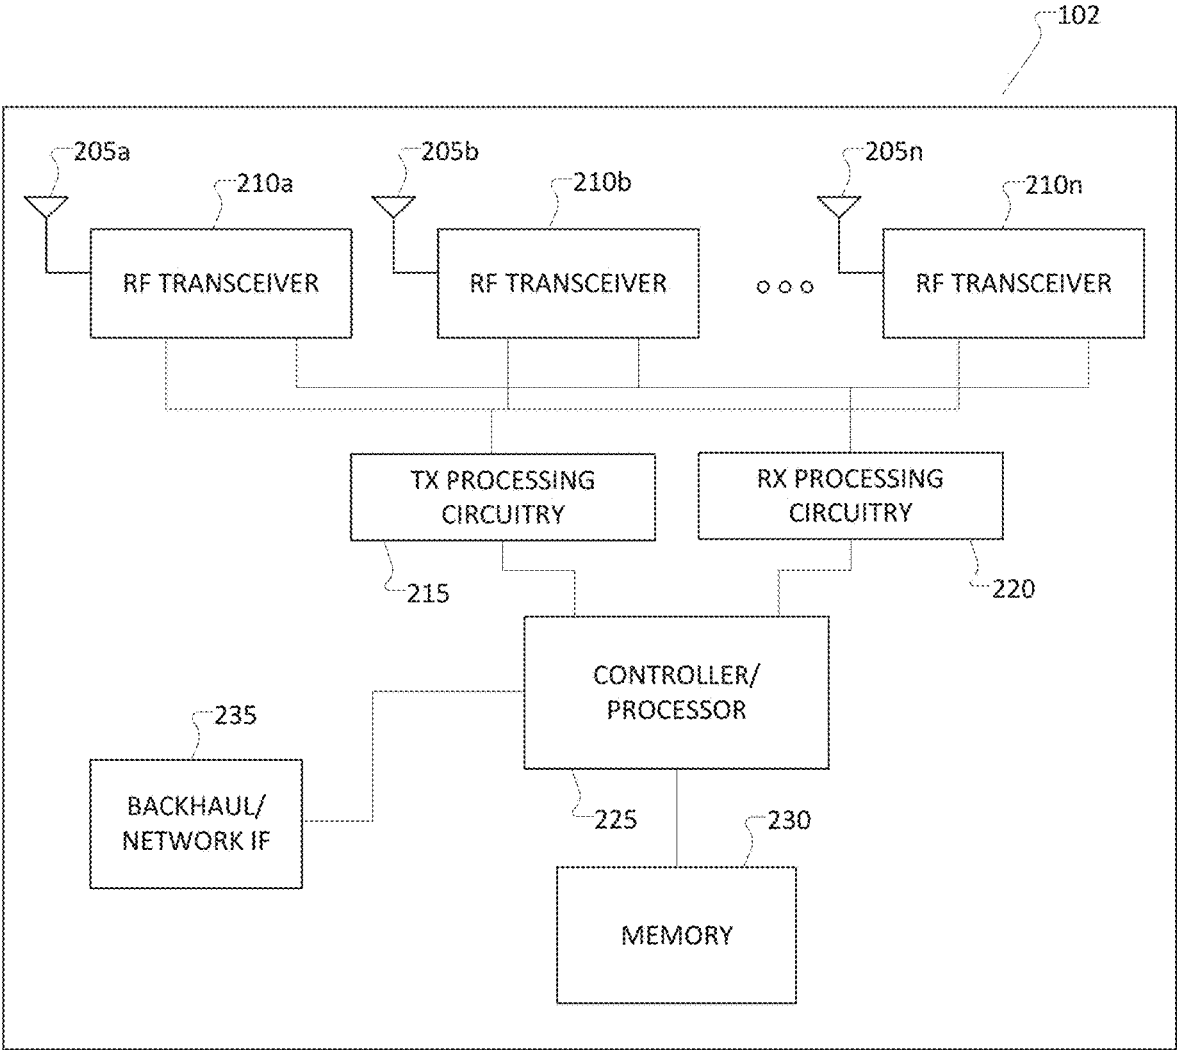 102
205a
205b
205n
210a
210b
210n
RF TRANSCEIVER
RF TRANSCEIVER
RF TRANSCEIVER
TX PROCESSING
CIRCUITRY
RX PROCESSING
CIRCUITRY
215
220
CONTROLLER/
PROCESSOR
235
BACKHAUL/
NETWORK IF
225
230
MEMORY